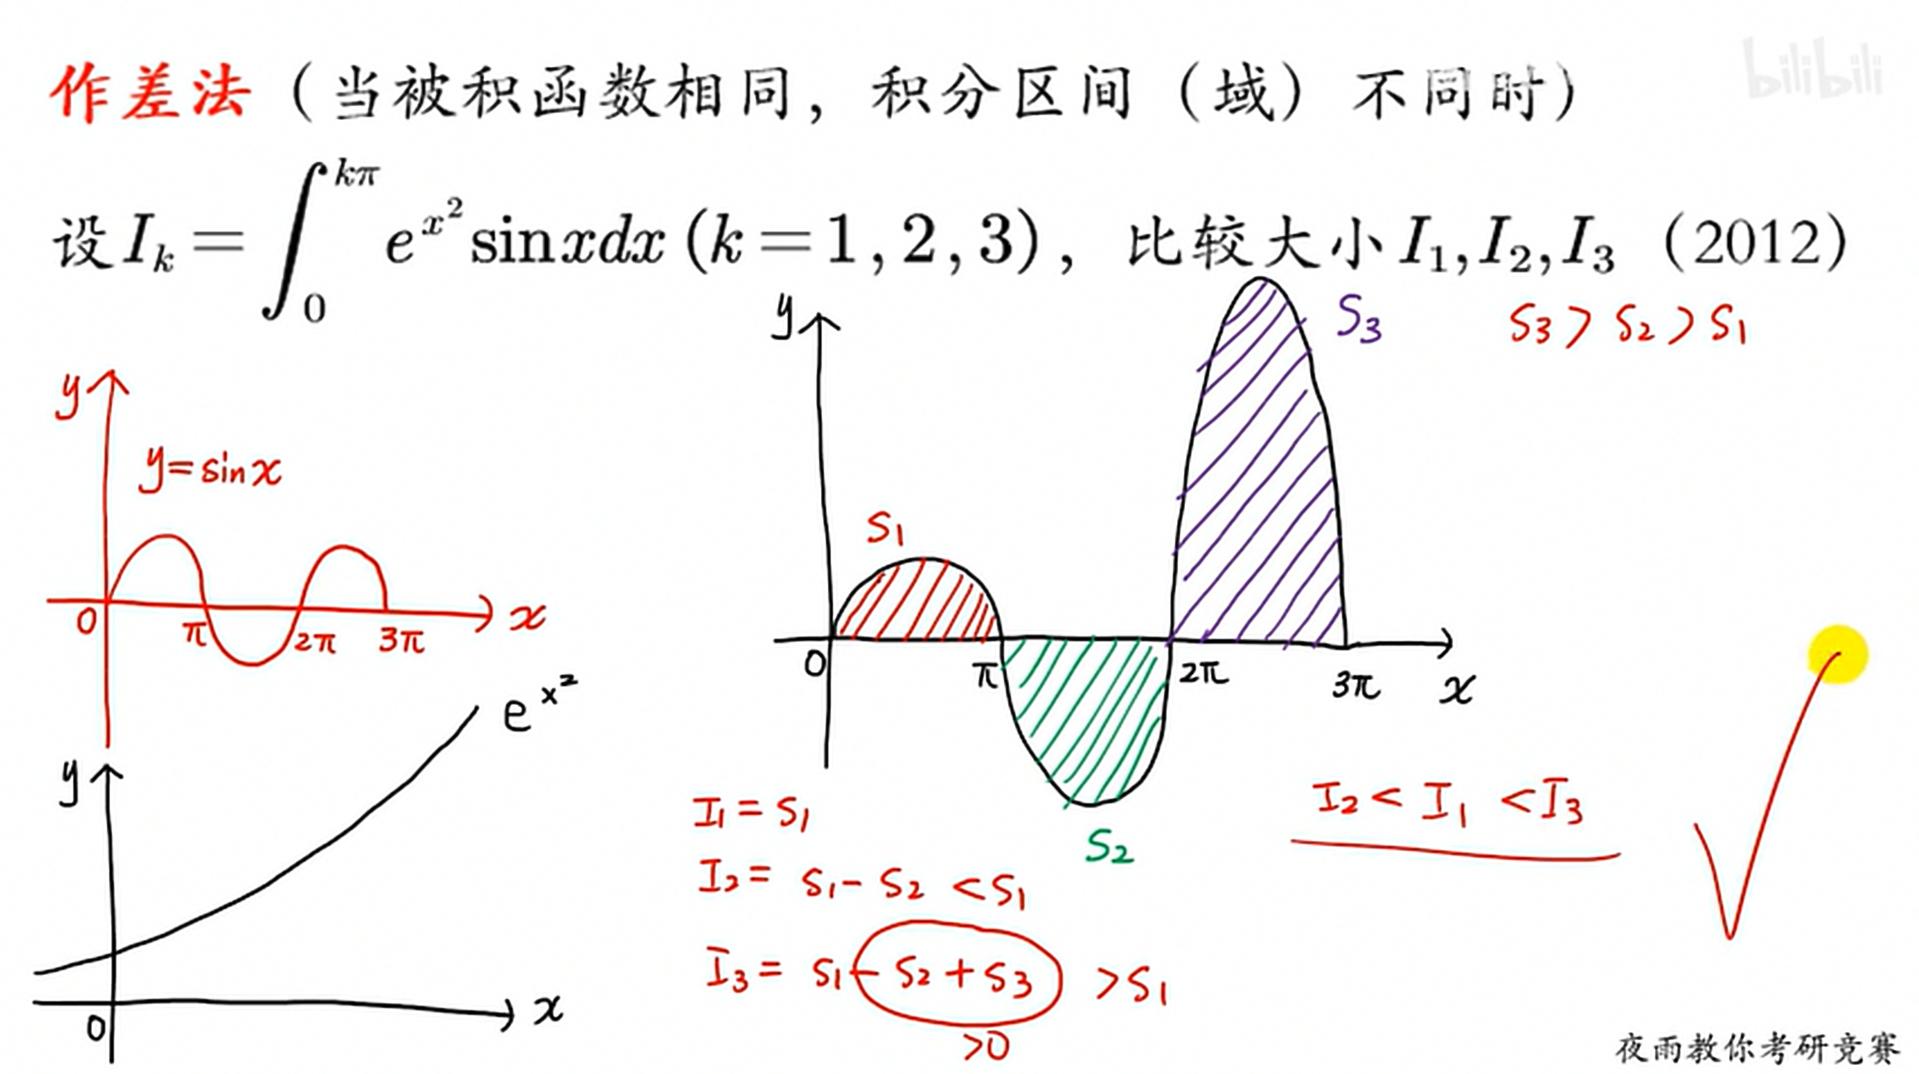 bilibili
作差法（当被积函数相同，积分区间（域）不同时）
设 I_k = ∫_0^{kπ} e^{x^2} sin x dx (k = 1, 2, 3)，比较大小 I_1, I_2, I_3 （2012）
y
S_3
S_3 > S_2 > S_1
y
y = sin x
S_1
0
π
2π
3π
x
0
π
2π
3π
x
e^{x^2}
y
S_2
I_1 = S_1
I_2 < I_1 < I_3
I_2 = S_1 - S_2 < S_1
I_3 = S_1 - S_2 + S_3 > S_1
>0
x
0
夜雨教你考研竞赛